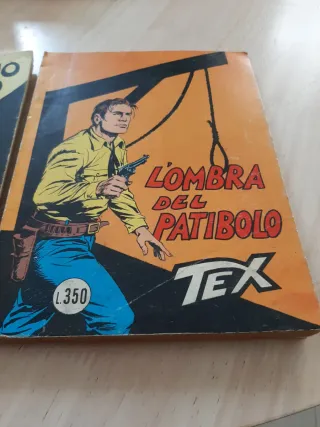 L'OMBRA
DEL
PATIBOLO
TEX
L.350